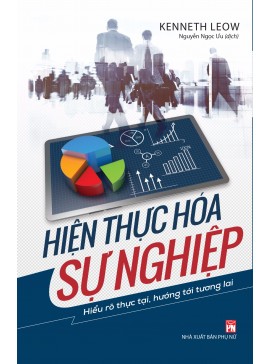 KENNETH LEOW
Nguyễn Ngọc Ưu (dịch)
HIỆN THỰC HÓA
SỰ NGHIỆP
Hiểu rõ thực tại, hướng tới tương lai
NHÀ XUẤT BẢN PHỤ NỮ